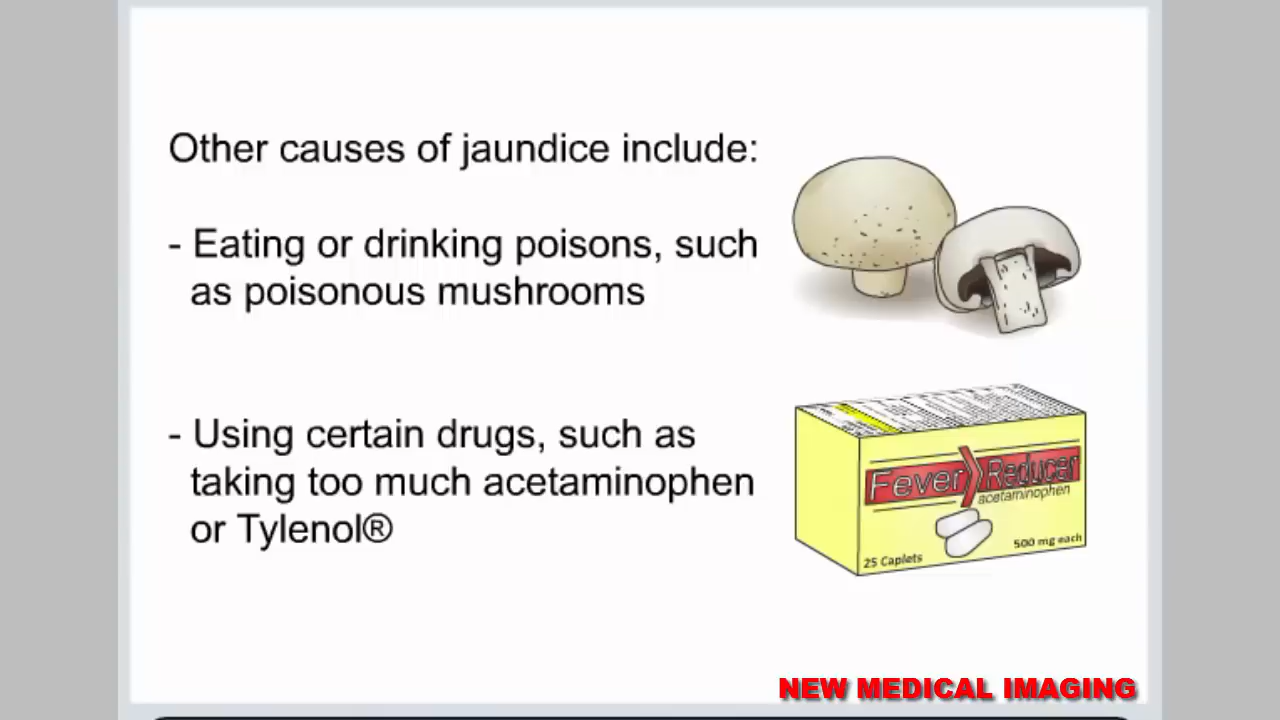 Other causes of jaundice include:
- Eating or drinking poisons, such
as poisonous mushrooms
- Using certain drugs, such as
taking too much acetaminophen
or Tylenol®
Fever Reducer
acetaminophen
500 mg each
25 Caplets
NEW MEDICAL IMAGING